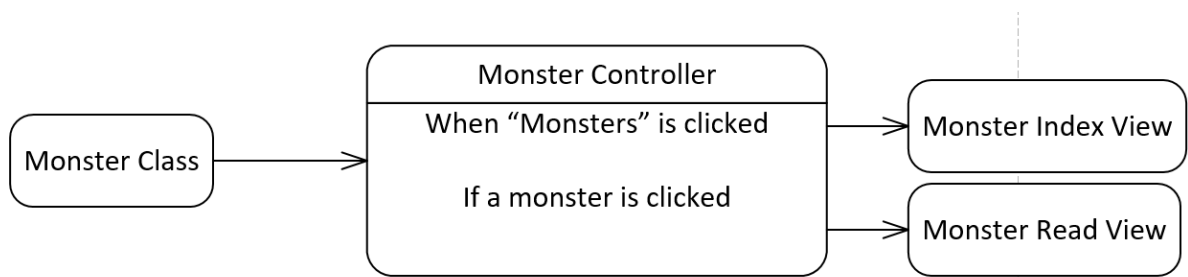 Monster Controller
When “Monsters” is clicked
Monster Index View
Monster Class
If a monster is clicked
Monster Read View